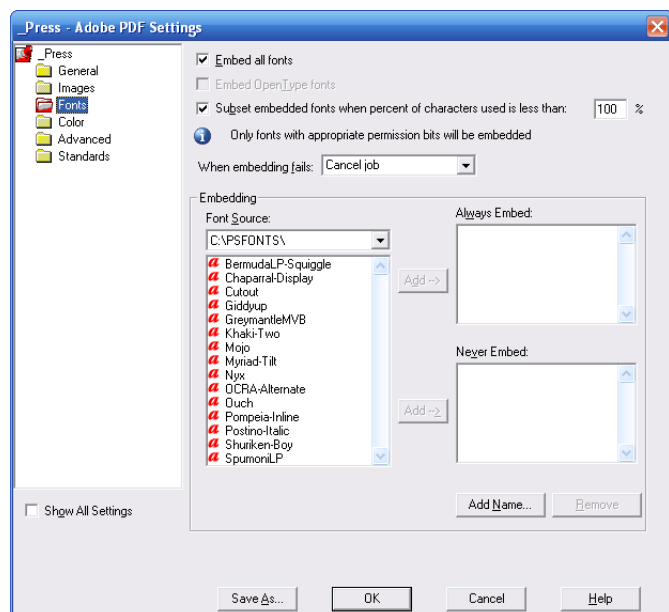 _Press - Adobe PDF Settings
_Press
General
Images
Fonts
Color
Advanced
Standards
Show All Settings
Embed all fonts
Embed OpenType fonts
Subset embedded fonts when percent of characters used is less than: 100 %
Only fonts with appropriate permission bits will be embedded
When embedding fails: Cancel job
Embedding
Font Source:
C:\PSFONTS\
BermudaLP-Squiggle
Chaparral-Display
Cutout
Giddyup
GreymantleMVB
Khaki-Two
Mojo
Myriad-Tilt
Nyx
OCRA-Alternate
Ouch
Pompeia-Inline
Postino-Italic
Shuriken-Boy
SpumoniLP
Add -->
Add -->
Always Embed:
Never Embed:
Add Name...
Remove
Save As...
OK
Cancel
Help